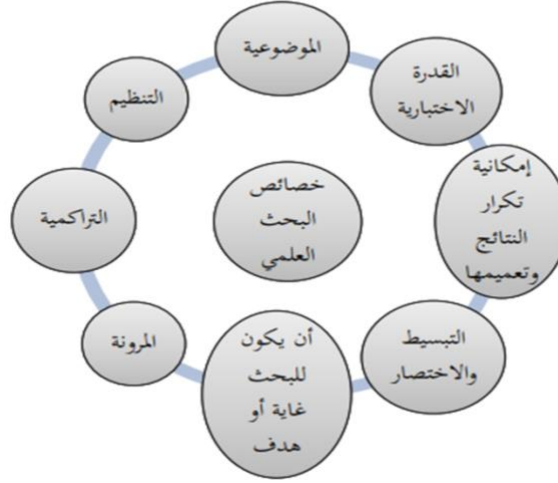 الموضوعية
القدرة
الاختبارية
إمكانية
تكرار
النتائج
وتعميمها
التبسيط
والاختصار
أن يكون
للبحث
غاية أو
هدف
المرونة
التراكمية
التنظيم
خصائص
البحث
العلمي